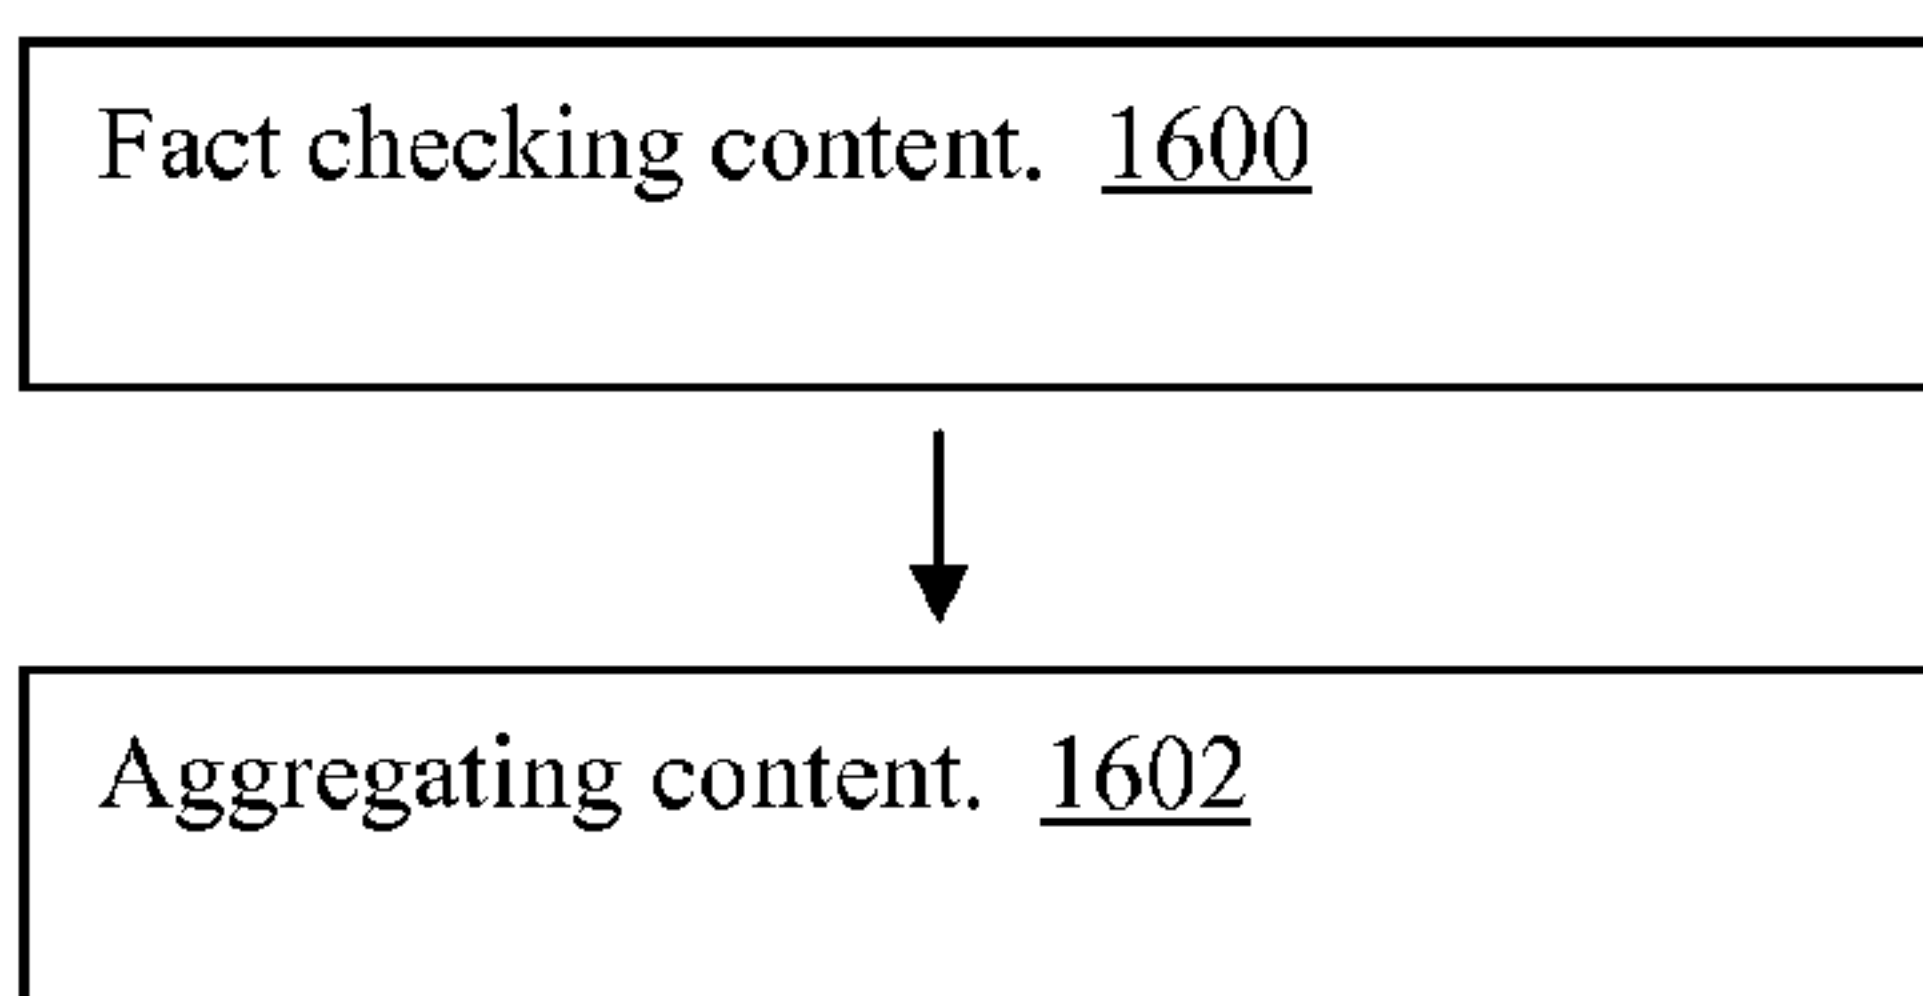 Fact checking content. 1600
Aggregating content. 1602